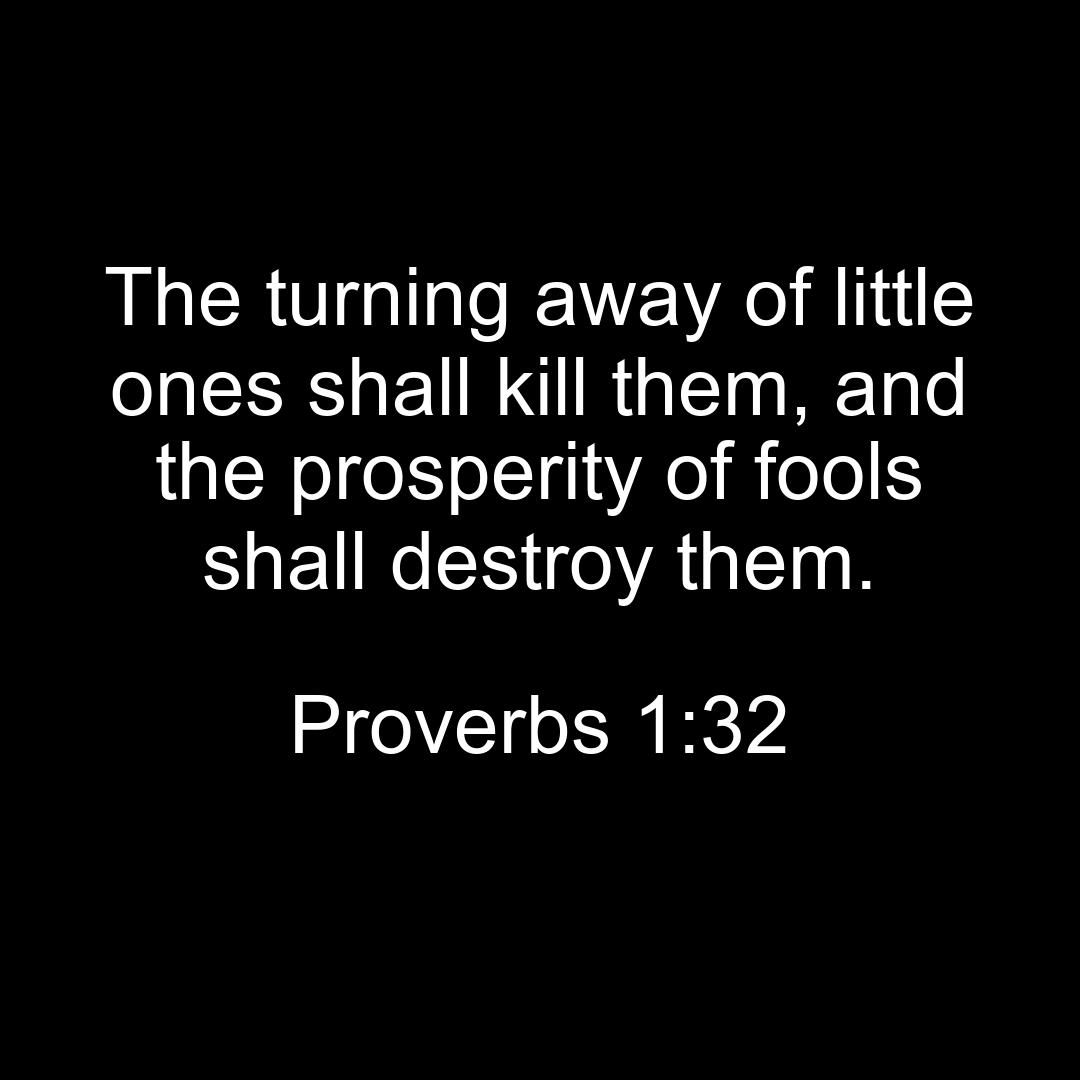 The turning away of little
ones shall kill them, and
the prosperity of fools
shall destroy them.
Proverbs 1:32